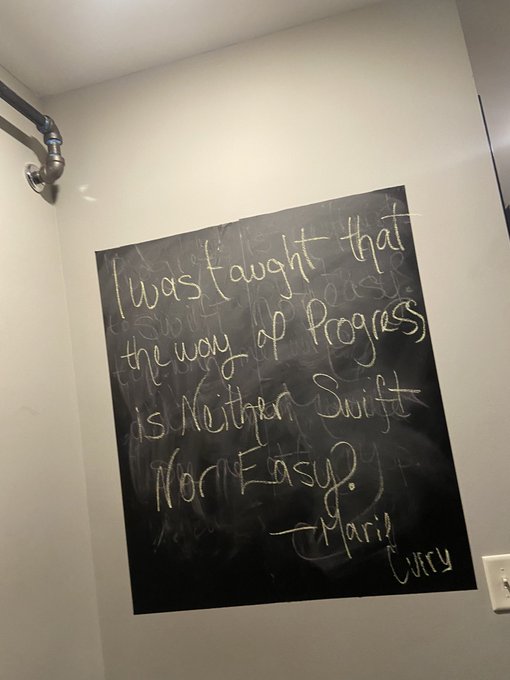 I was taught that
the way of Progress
is Neither Swift
Nor Easy.
- Marie
Curry